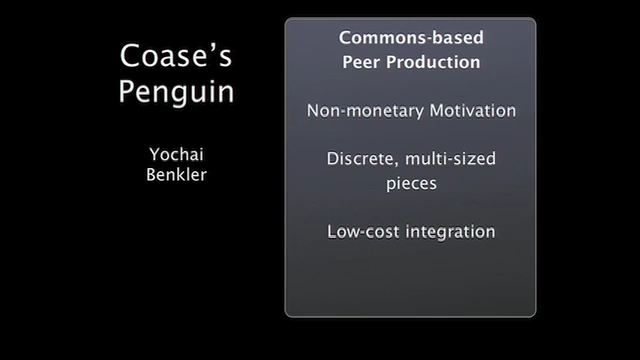 Coase's
Penguin
Yochai
Benkler
Commons-based
Peer Production
Non-monetary Motivation
Discrete, multi-sized
pieces
Low-cost integration